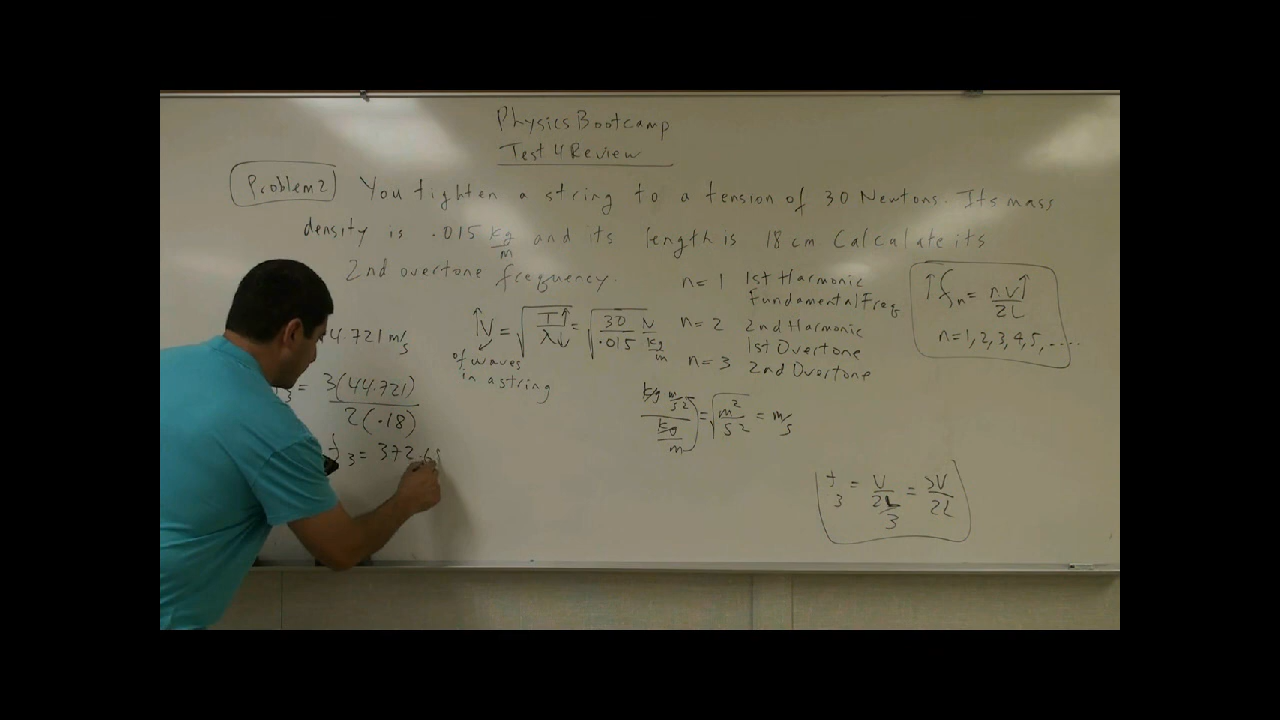 Physics Bootcamp
Test 4 Review
Problem 2 You tighten a string to a tension of 30 Newtons. Its mass
density is .015 kg/m and its length is 18 cm. Calculate its
2nd overtone frequency.
n=1 1st Harmonic
Fundamental Freq
n=2 2nd Harmonic
1st Overtone
n=3 2nd Overtone
↑fn = nV↑/2L
n=1,2,3,4,5,.....
↑V = √(T↑/λ↓) = √(30/.015 N/(kg/m))
of waves
in a string
4.721 m/s
3 = 3(44.721)/2(.18)
f3 = 372.6
(kg m/s2)/(kg/m) = √(m2/s2) = m/s
f3 = V/(2L/3) = 3V/2L